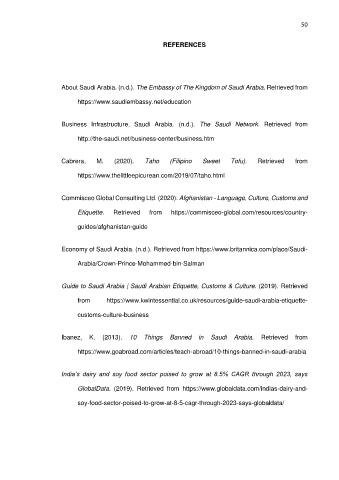 50
REFERENCES
About Saudi Arabia. (n.d.). The Embassy of The Kingdom of Saudi Arabia. Retrieved from
https://www.saudiembassy.net/education
Business Infrastructure. Saudi Arabia. (n.d.). The Saudi Network. Retrieved from
http://the-saudi.net/business-center/business.htm
Cabrera, M. (2020). Taho (Filipino Sweet Tofu). Retrieved from
https://www.thelittleepicurean.com/2019/07/taho.html
Commisceo Global Consulting Ltd. (2020). Afghanistan - Language, Culture, Customs and
Etiquette. Retrieved from https://commisceo-global.com/resources/country-
guides/afghanistan-guide
Economy of Saudi Arabia. (n.d.). Retrieved from https://www.britannica.com/place/Saudi-
Arabia/Crown-Prince-Mohammed-bin-Salman
Guide to Saudi Arabia | Saudi Arabian Etiquette, Customs & Culture. (2019). Retrieved
from https://www.kwintessential.co.uk/resources/guide-saudi-arabia-etiquette-
customs-culture-business
Ibanez, K. (2013). 10 Things Banned in Saudi Arabia. Retrieved from
https://www.goabroad.com/articles/teach-abroad/10-things-banned-in-saudi-arabia
India's dairy and soy food sector poised to grow at 8.5% CAGR through 2023, says
GlobalData. (2019). Retrieved from https://www.globaldata.com/indias-dairy-and-
soy-food-sector-poised-to-grow-at-8-5-cagr-through-2023-says-globaldata/